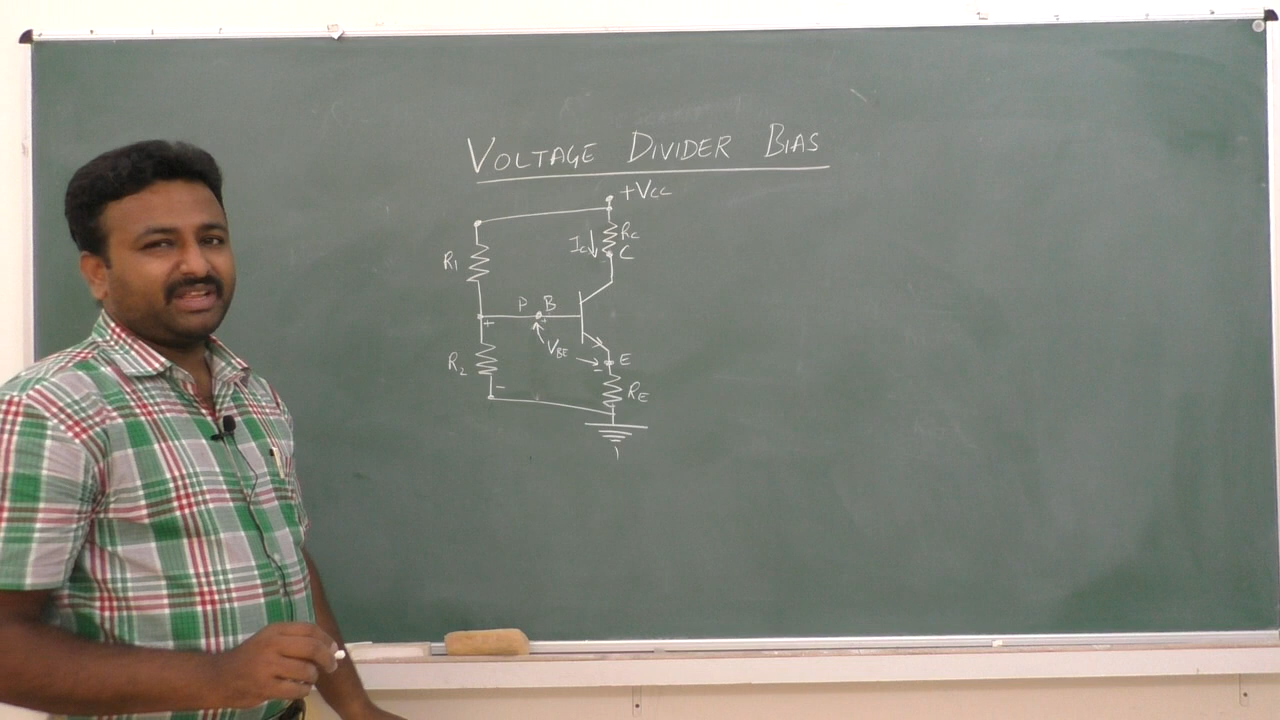 VOLTAGE DIVIDER BIAS
+VCC
RC
IC
C
R1
P B
+ +
VBE
E
-
R2
-
RE